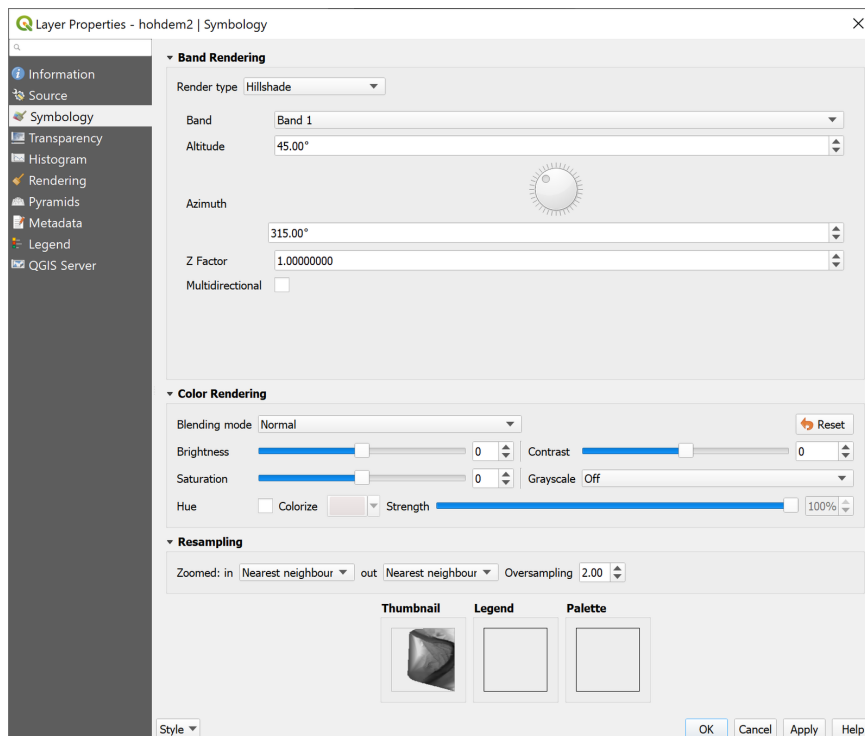 Layer Properties - hohdem2 | Symbology
Information
Source
Symbology
Transparency
Histogram
Rendering
Pyramids
Metadata
Legend
QGIS Server
Band Rendering
Render type Hillshade
Band Band 1
Altitude 45.00°
Azimuth
315.00°
Z Factor 1.00000000
Multidirectional
Color Rendering
Blending mode Normal Reset
Brightness 0 Contrast 0
Saturation 0 Grayscale Off
Hue Colorize Strength 100%
Resampling
Zoomed: in Nearest neighbour out Nearest neighbour Oversampling 2.00
Thumbnail Legend Palette
Style OK Cancel Apply Help